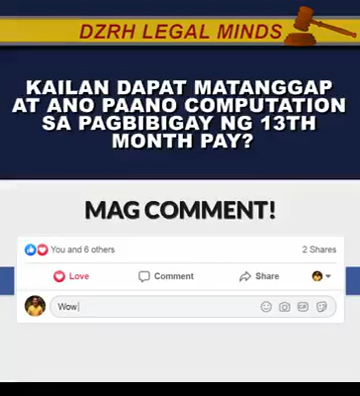 DZRH LEGAL MINDS
KAILAN DAPAT MATANGGAP
AT ANO PAANO COMPUTATION
SA PAGBIBIGAY NG 13TH
MONTH PAY?
MAG COMMENT!
You and 6 others 2 Shares
Love Comment Share
Wow